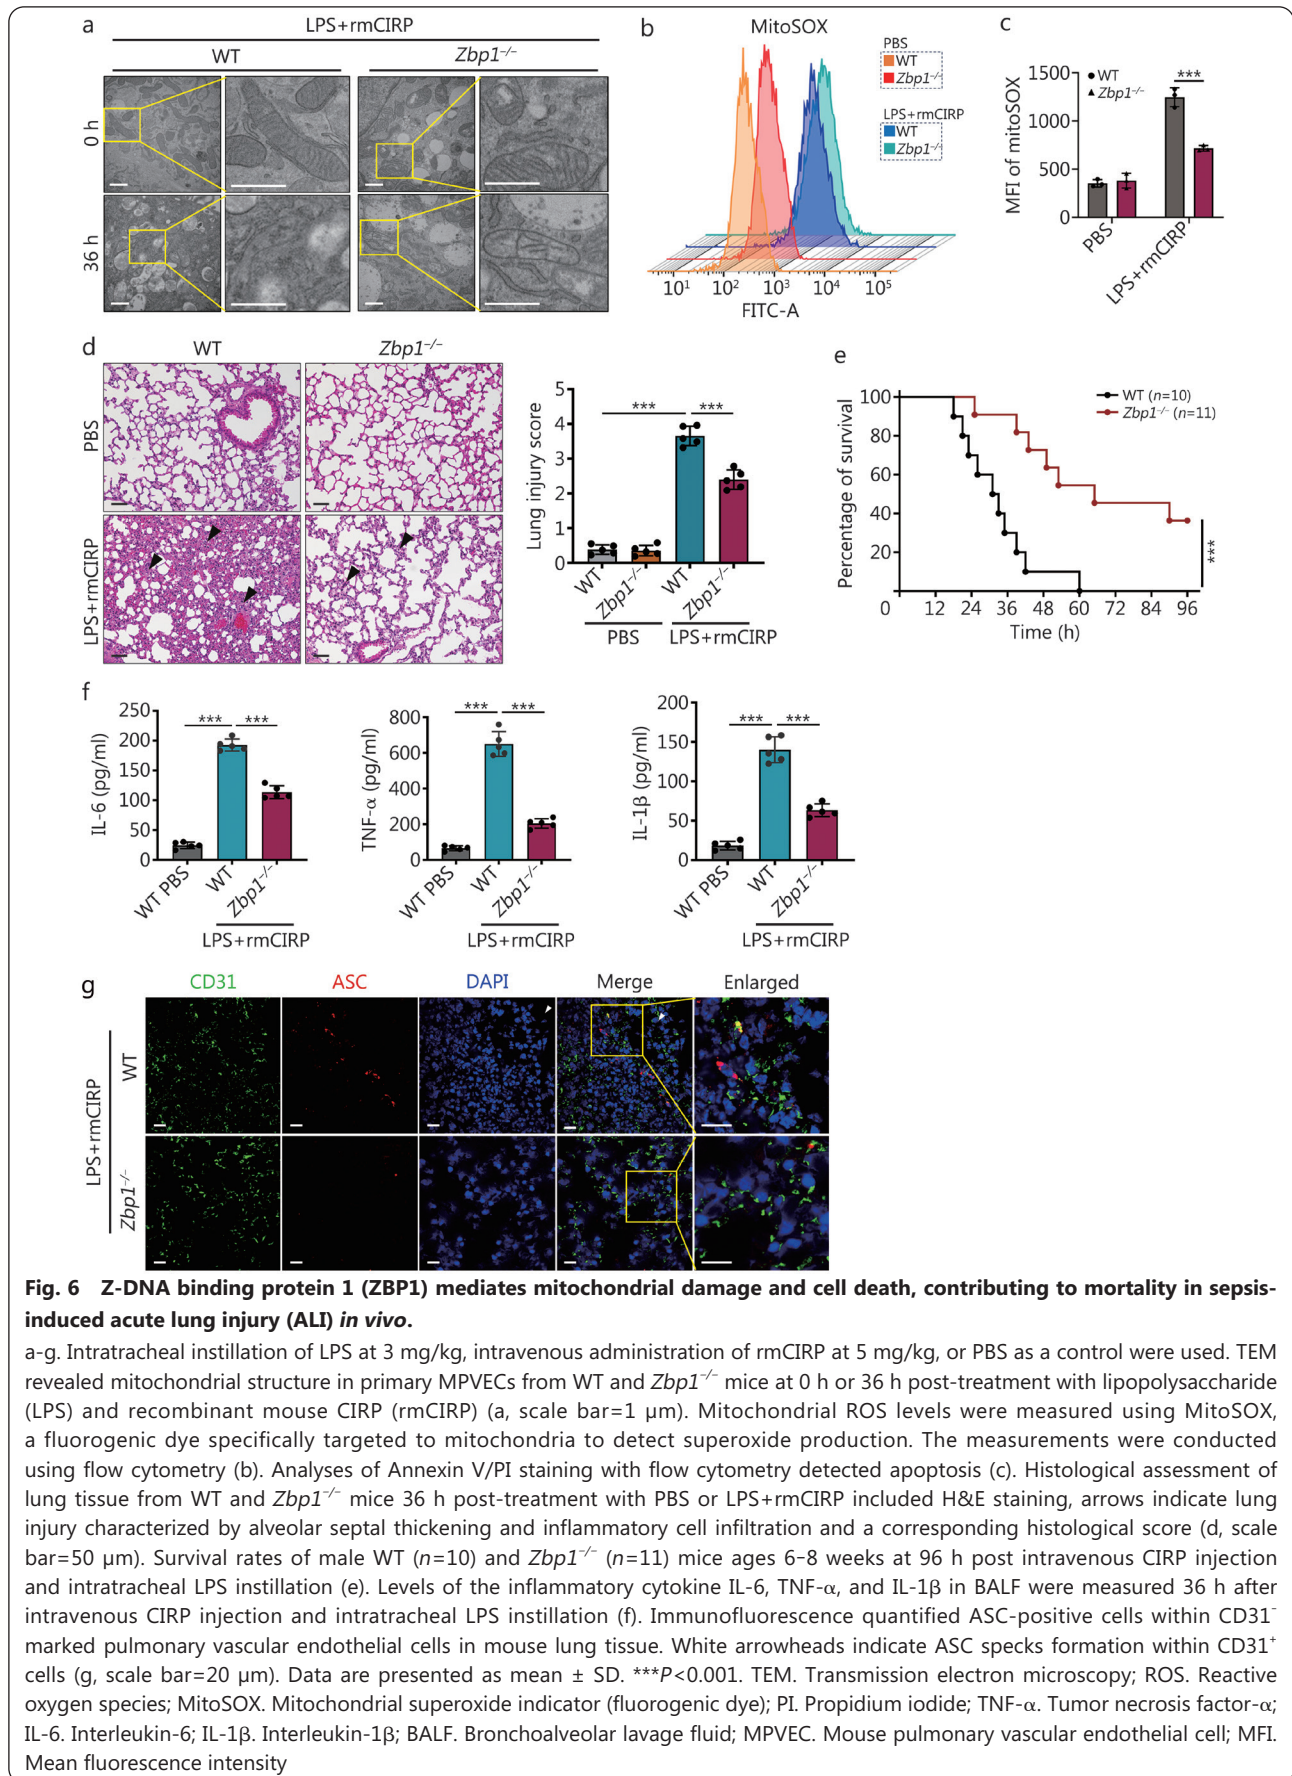 a
LPS+rmCIRP
WT
Zbp1⁻/⁻
0 h
36 h
b
MitoSOX
PBS
WT
Zbp1⁻/⁻
LPS+rmCIRP
WT
Zbp1⁻/⁻
10¹ 10² 10³ 10⁴ 10⁵
FITC-A
c
WT
Zbp1⁻/⁻
***
MFI of mitoSOX
1500
1000
500
0
PBS
LPS+rmCIRP
d
WT
Zbp1⁻/⁻
PBS
LPS+rmCIRP
Lung injury score
5
4
3
2
1
0
*** ***
WT Zbp1⁻/⁻ WT Zbp1⁻/⁻
PBS LPS+rmCIRP
e
WT (n=10)
Zbp1⁻/⁻ (n=11)
Percentage of survival
100
80
60
40
20
0 12 24 36 48 60 72 84 96
Time (h)
***
f
IL-6 (pg/ml)
250
200
150
100
50
0
*** ***
WT PBS WT Zbp1⁻/⁻
LPS+rmCIRP
TNF-α (pg/ml)
800
600
400
200
0
*** ***
WT PBS WT Zbp1⁻/⁻
LPS+rmCIRP
IL-1β (pg/ml)
200
150
100
50
0
*** ***
WT PBS WT Zbp1⁻/⁻
LPS+rmCIRP
g
CD31 ASC DAPI Merge Enlarged
LPS+rmCIRP
WT
Zbp1⁻/⁻
Fig. 6 Z-DNA binding protein 1 (ZBP1) mediates mitochondrial damage and cell death, contributing to mortality in sepsis-
induced acute lung injury (ALI) in vivo.
a-g. Intratracheal instillation of LPS at 3 mg/kg, intravenous administration of rmCIRP at 5 mg/kg, or PBS as a control were used. TEM
revealed mitochondrial structure in primary MPVECs from WT and Zbp1⁻/⁻ mice at 0 h or 36 h post-treatment with lipopolysaccharide
(LPS) and recombinant mouse CIRP (rmCIRP) (a, scale bar=1 μm). Mitochondrial ROS levels were measured using MitoSOX,
a fluorogenic dye specifically targeted to mitochondria to detect superoxide production. The measurements were conducted
using flow cytometry (b). Analyses of Annexin V/PI staining with flow cytometry detected apoptosis (c). Histological assessment of
lung tissue from WT and Zbp1⁻/⁻ mice 36 h post-treatment with PBS or LPS+rmCIRP included H&E staining, arrows indicate lung
injury characterized by alveolar septal thickening and inflammatory cell infiltration and a corresponding histological score (d, scale
bar=50 μm). Survival rates of male WT (n=10) and Zbp1⁻/⁻ (n=11) mice ages 6-8 weeks at 96 h post intravenous CIRP injection
and intratracheal LPS instillation (e). Levels of the inflammatory cytokine IL-6, TNF-α, and IL-1β in BALF were measured 36 h after
intravenous CIRP injection and intratracheal LPS instillation (f). Immunofluorescence quantified ASC-positive cells within CD31⁻
marked pulmonary vascular endothelial cells in mouse lung tissue. White arrowheads indicate ASC specks formation within CD31⁺
cells (g, scale bar=20 μm). Data are presented as mean ± SD. ***P<0.001. TEM. Transmission electron microscopy; ROS. Reactive
oxygen species; MitoSOX. Mitochondrial superoxide indicator (fluorogenic dye); PI. Propidium iodide; TNF-α. Tumor necrosis factor-α;
IL-6. Interleukin-6; IL-1β. Interleukin-1β; BALF. Bronchoalveolar lavage fluid; MPVEC. Mouse pulmonary vascular endothelial cell; MFI.
Mean fluorescence intensity